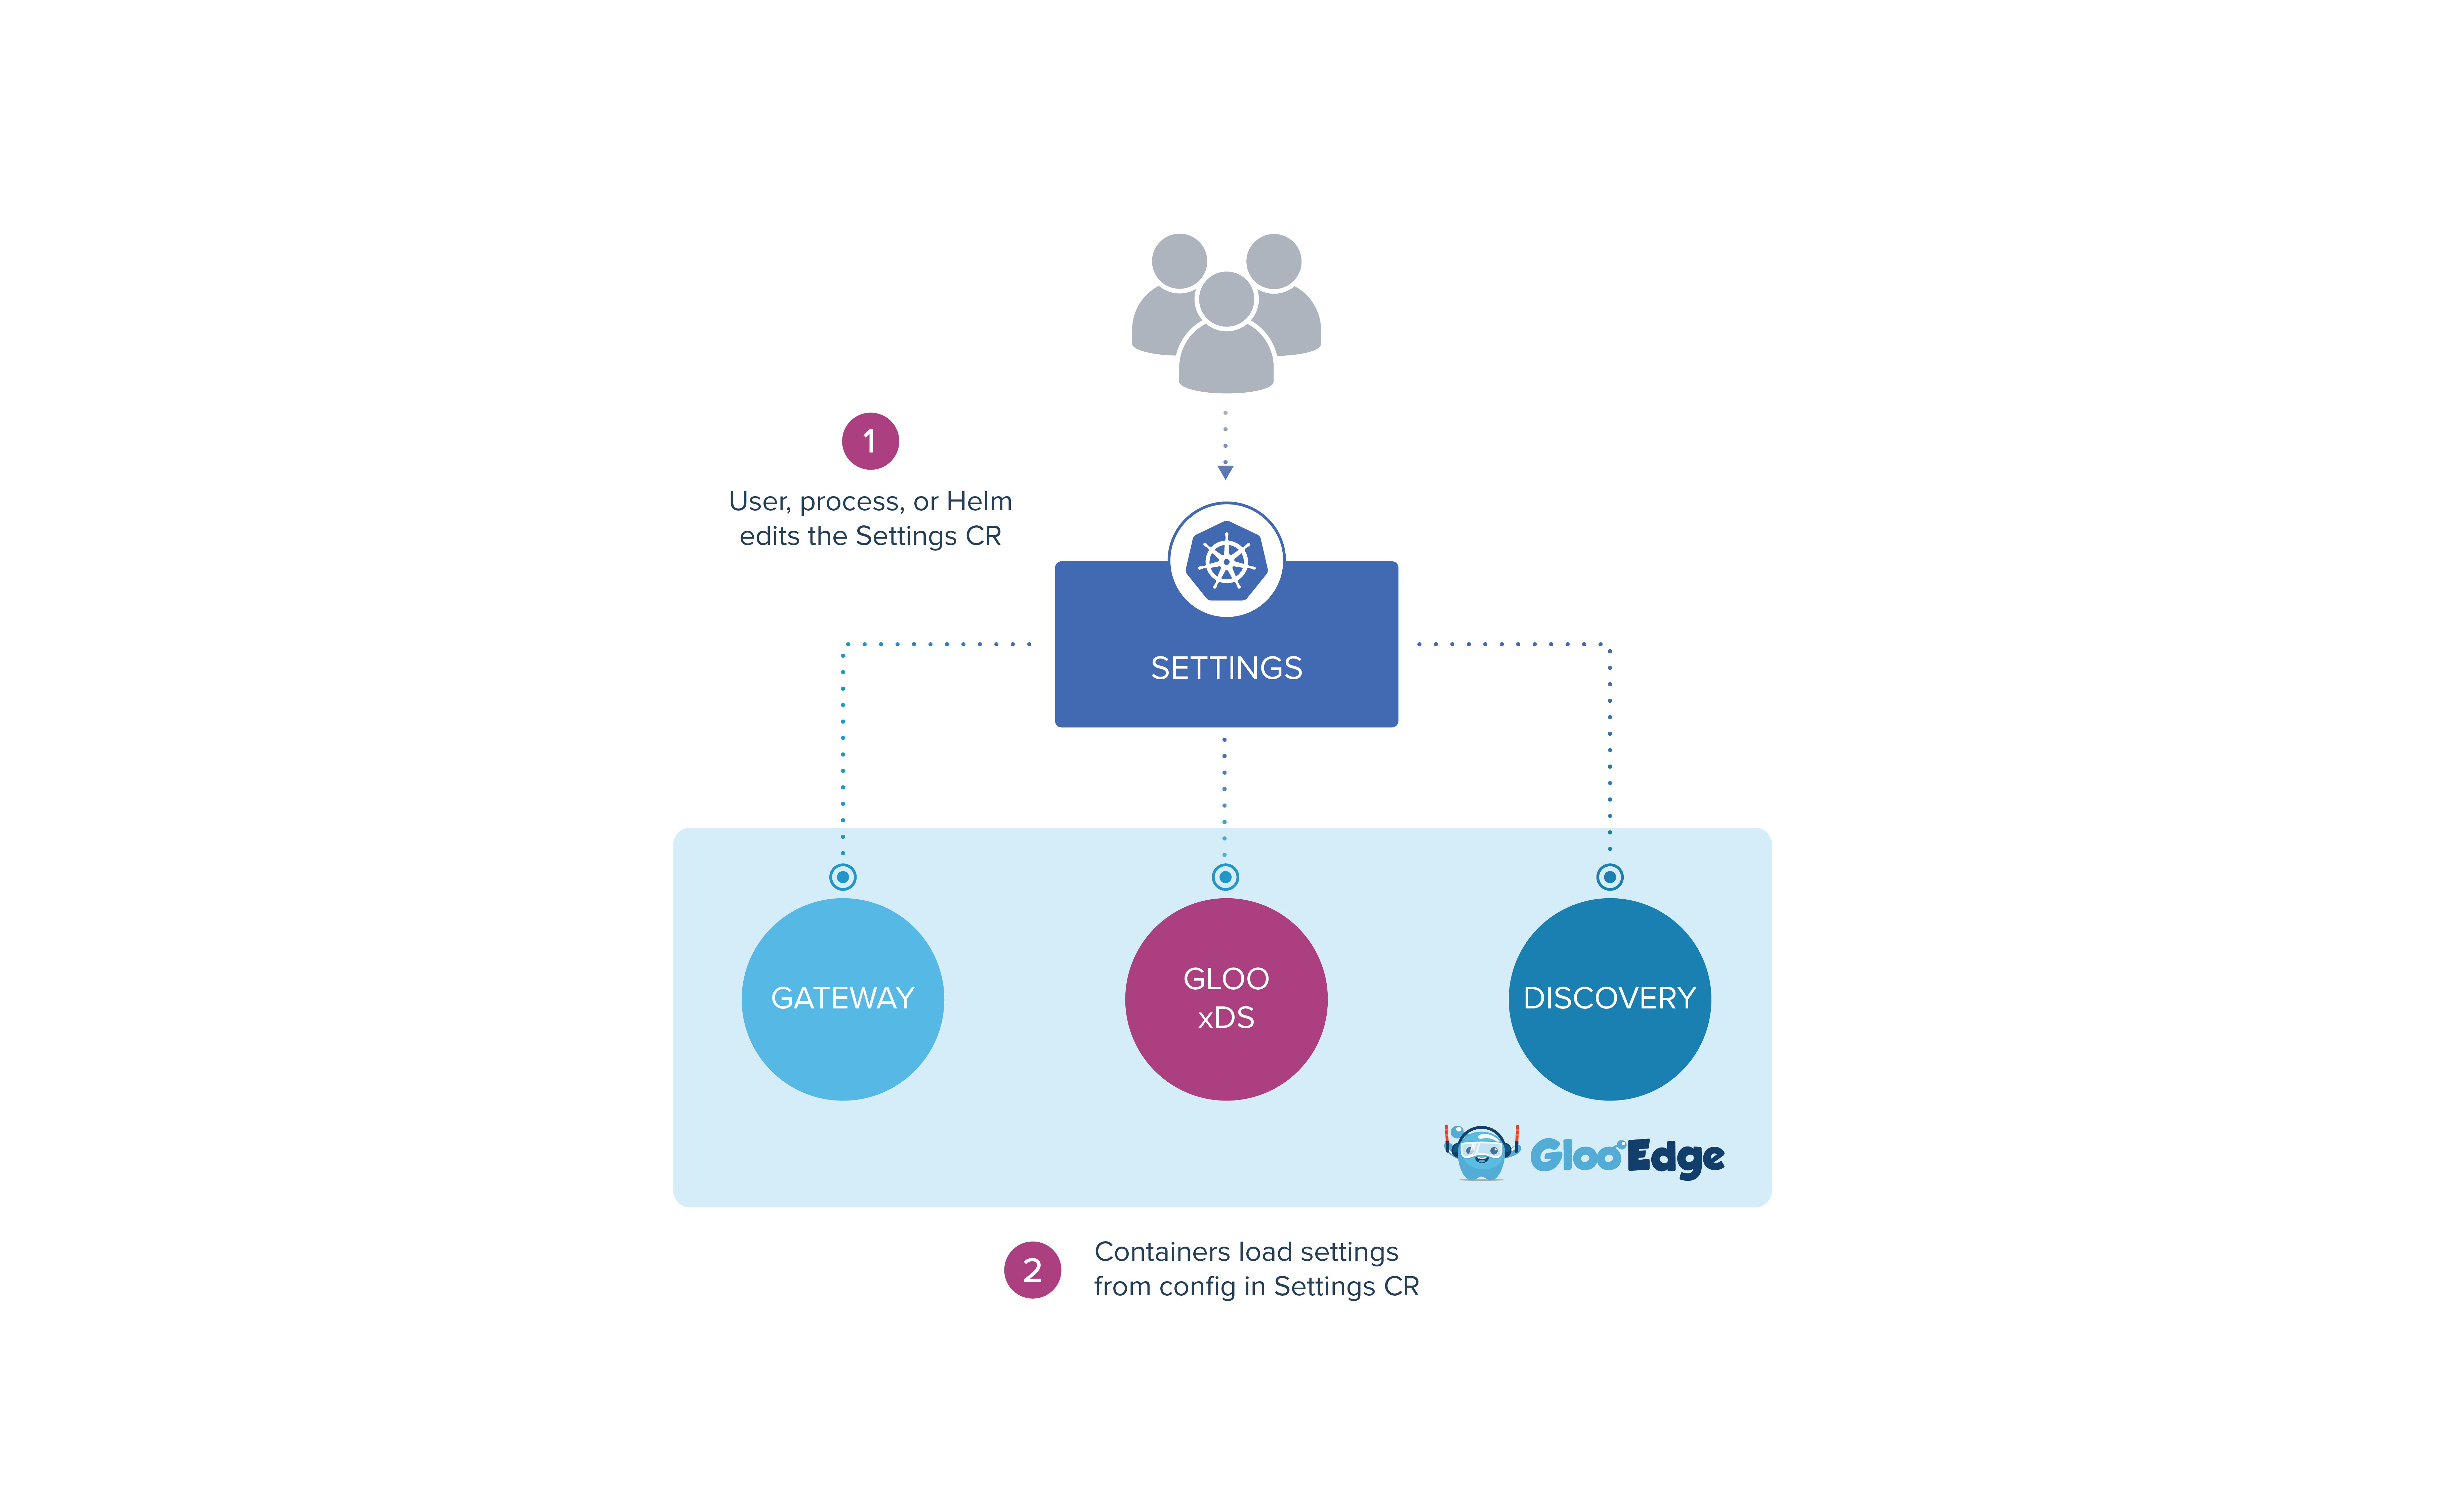 1
User, process, or Helm
edits the Settings CR
SETTINGS
GATEWAY
GLOO
xDS
DISCOVERY
Gloo Edge
2
Containers load settings
from config in Settings CR